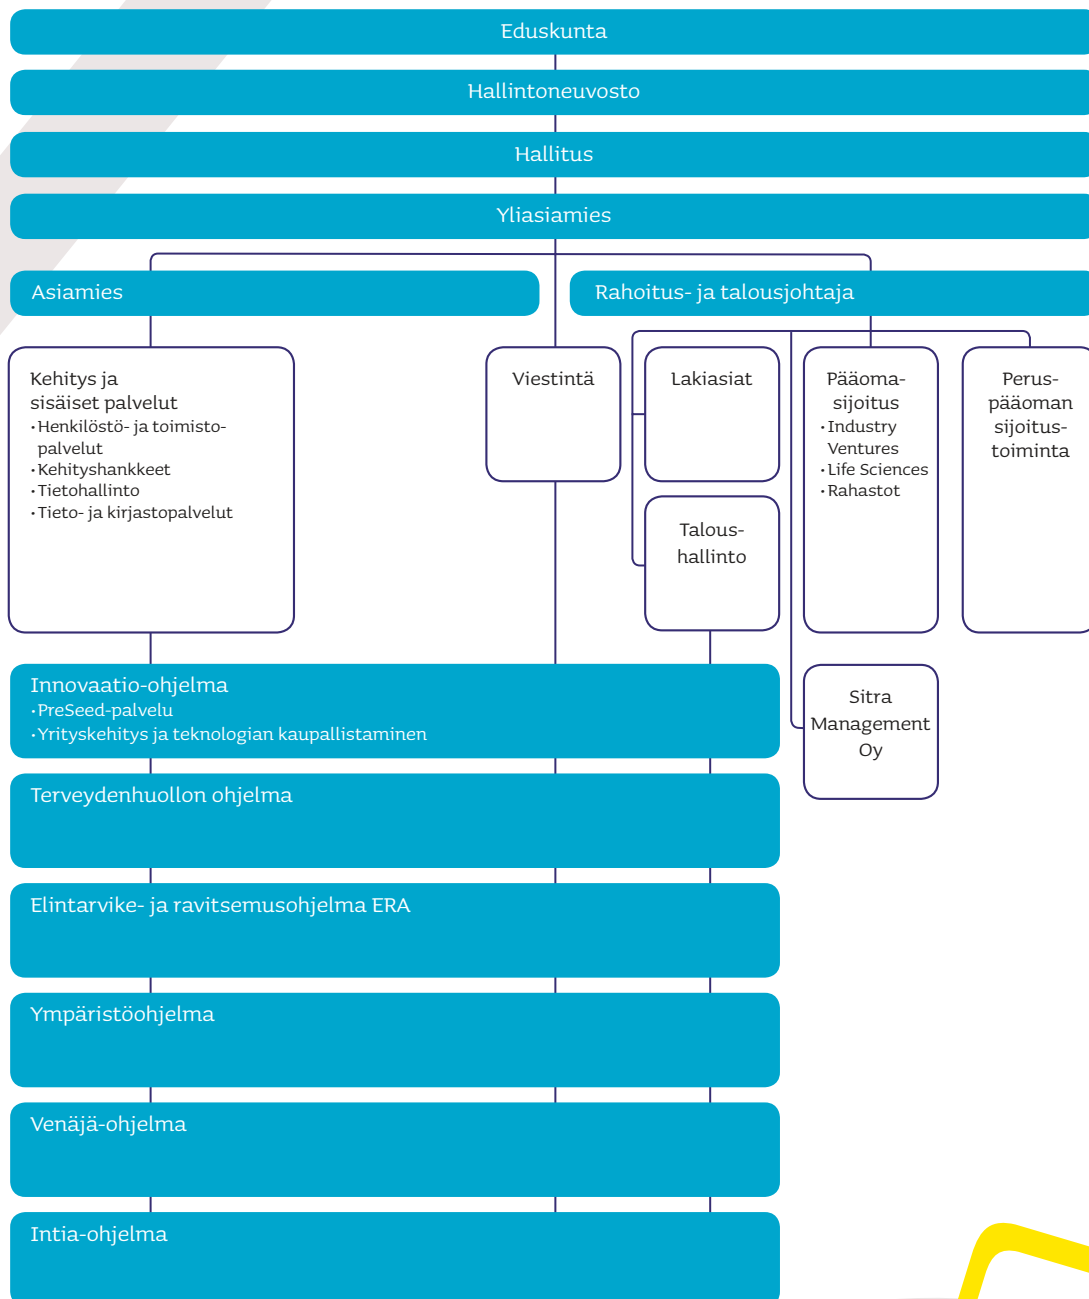 Eduskunta
Hallintoneuvosto
Hallitus
Yliasiamies
Asiamies
Rahoitus- ja talousjohtaja
Kehitys ja
sisäiset palvelut
·Henkilöstö- ja toimisto-
palvelut
·Kehityshankkeet
·Tietohallinto
·Tieto- ja kirjastopalvelut
Viestintä
Lakiasiat
Talous-
hallinto
Pääoma-
sijoitus
·Industry
Ventures
·Life Sciences
·Rahastot
Perus-
pääoman
sijoitus-
toiminta
Sitra
Management
Oy
Innovaatio-ohjelma
·PreSeed-palvelu
·Yrityskehitys ja teknologian kaupallistaminen
Terveydenhuollon ohjelma
Elintarvike- ja ravitsemusohjelma ERA
Ympäristöohjelma
Venäjä-ohjelma
Intia-ohjelma